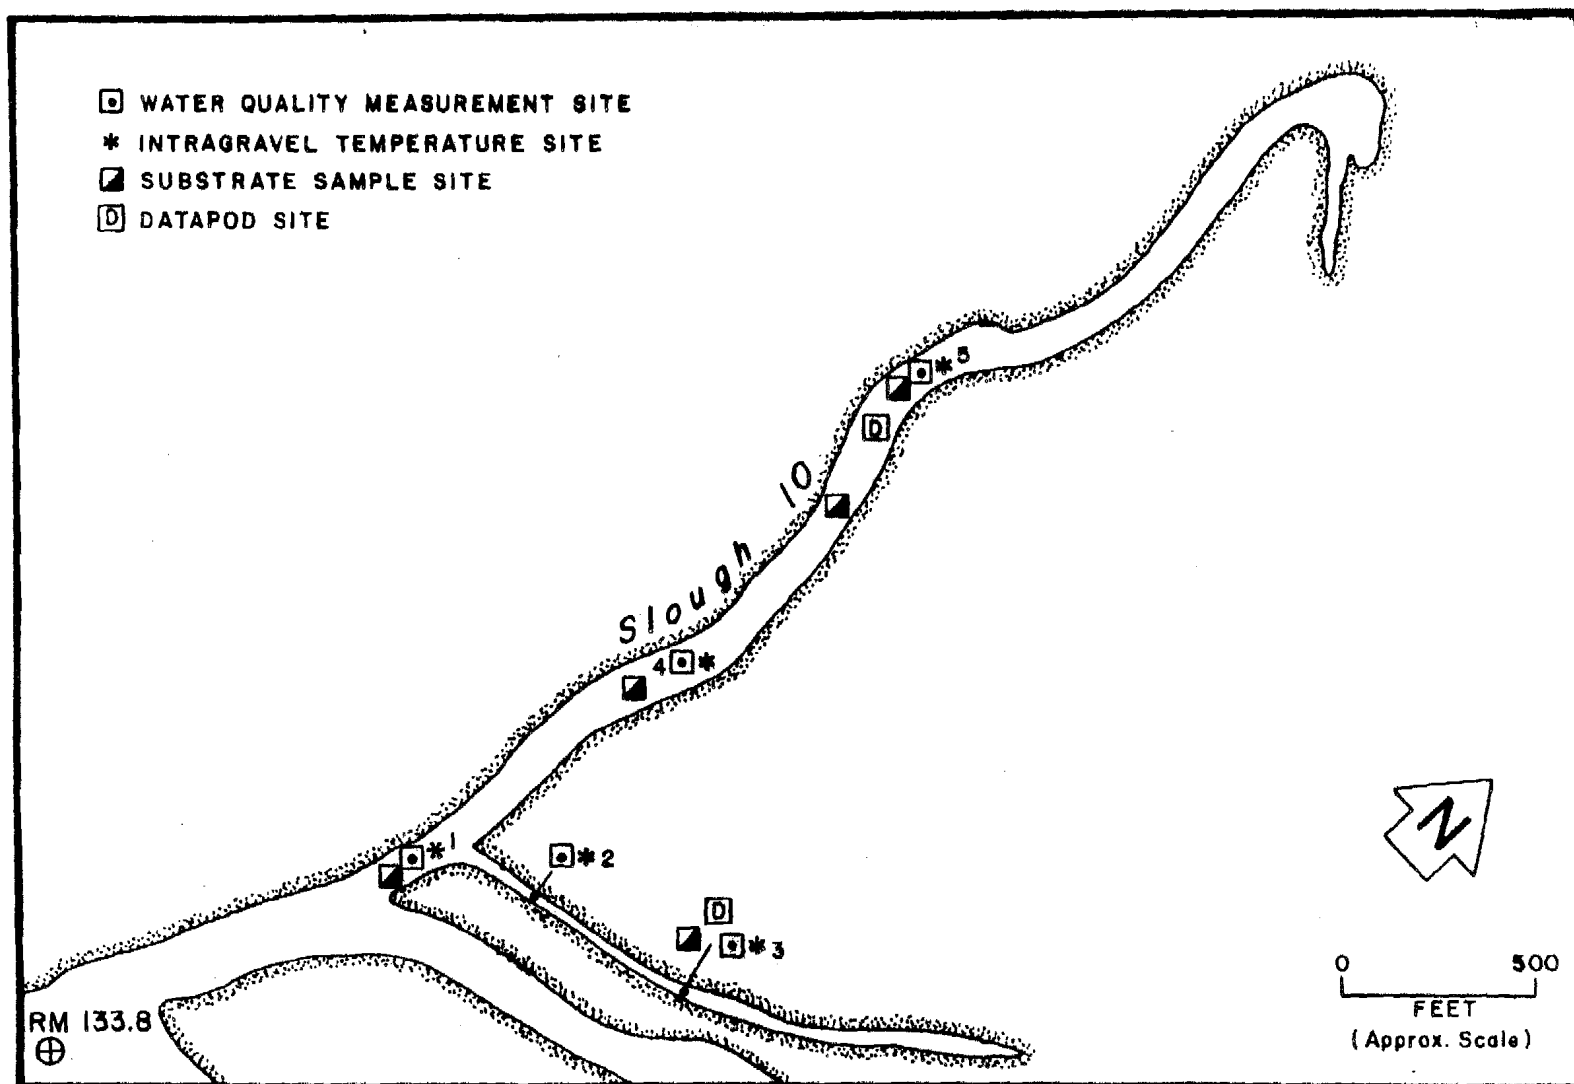 WATER QUALITY MEASUREMENT SITE
* INTRAGRAVEL TEMPERATURE SITE
SUBSTRATE SAMPLE SITE
D DATAPOD SITE
* 5
D
Slough 10
4 *
* 1
* 2
D
* 3
N
0 500
FEET
(Approx. Scale)
RM 133.8